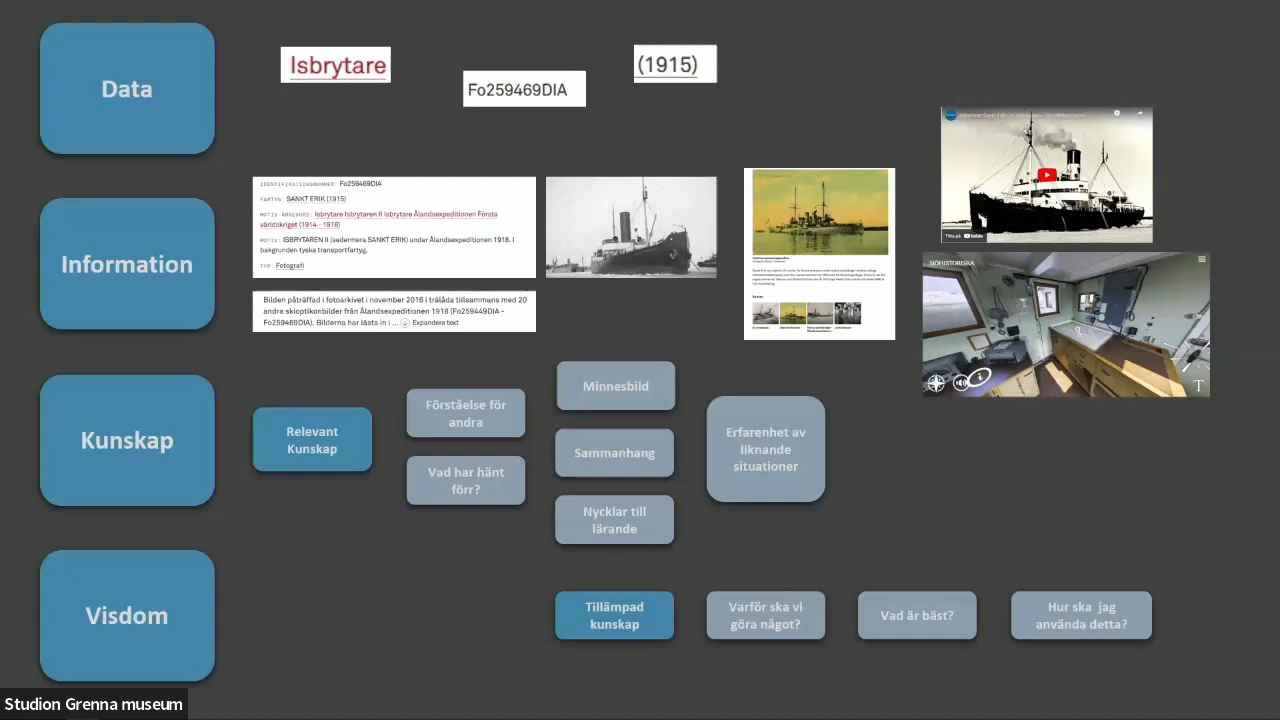 Data
Isbrytare
Fo259469DIA
(1915)
Information
IDENTIFIKATIONSNUMMER: Fo259469DIA
FARTYG: SANKT ERIK (1915)
MOTIV-ÄMNESORD: Isbrytare Isbrytaren II Isbrytare Ålandsexpeditionen Första
världskriget (1914 - 1918)
MOTIV: ISBRYTAREN II (sedermera SANKT ERIK) under Ålandsexpeditionen 1918. I
bakgrunden tyska transportfartyg.
TYP: Fotografi
Bilden påträffad i fotoarkivet i november 2016 i trälåda tillsammans med 20
andra skioptikonbilder från Ålandsexpeditionen 1918 (Fo259449DIA -
Fo259469DIA). Bilderna har lästs in i ... Expandera text
Titta på YouTube
SJÖHISTORISKA
T
Kunskap
Relevant
Kunskap
Förståelse för
andra
Vad har hänt
förr?
Minnesbild
Sammanhang
Nycklar till
lärande
Erfarenhet av
liknande
situationer
Visdom
Tillämpad
kunskap
Varför ska vi
göra något?
Vad är bäst?
Hur ska jag
använda detta?
Studion Grenna museum